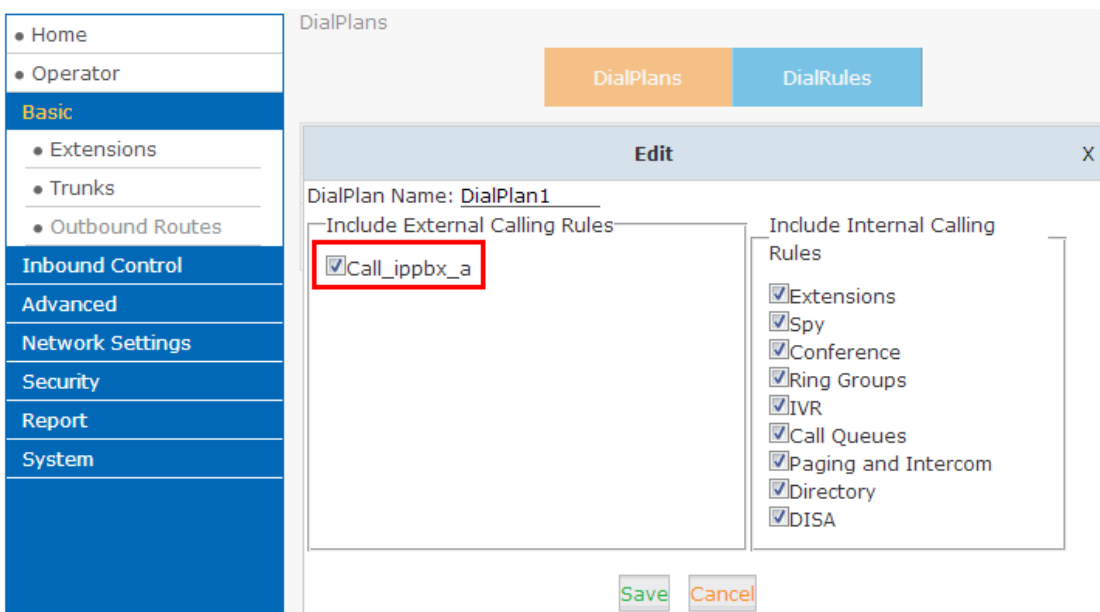 Home
Operator
Basic
Extensions
Trunks
Outbound Routes
Inbound Control
Advanced
Network Settings
Security
Report
System
DialPlans
DialPlans
DialRules
Edit
X
DialPlan Name: DialPlan1
Include External Calling Rules
Call_ippbx_a
Include Internal Calling
Rules
Extensions
Spy
Conference
Ring Groups
IVR
Call Queues
Paging and Intercom
Directory
DISA
Save
Cancel